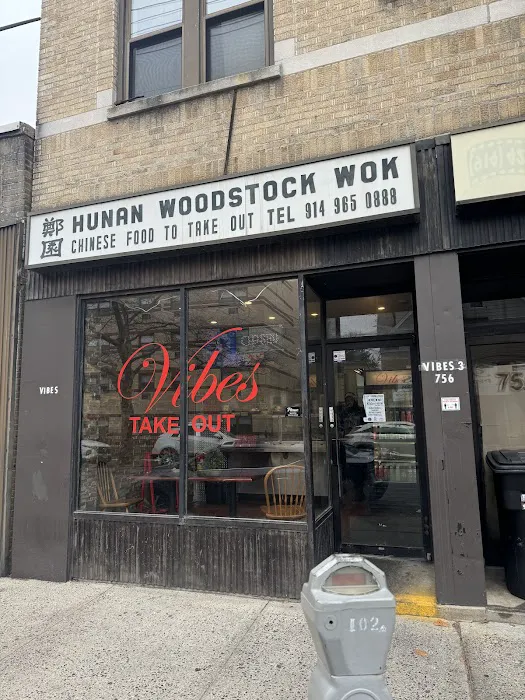 鄭園
HUNAN WOODSTOCK WOK
CHINESE FOOD TO TAKE OUT TEL 914 965 0888
Vibes
TAKE OUT
VIBES
VIBES 3
756
75
102